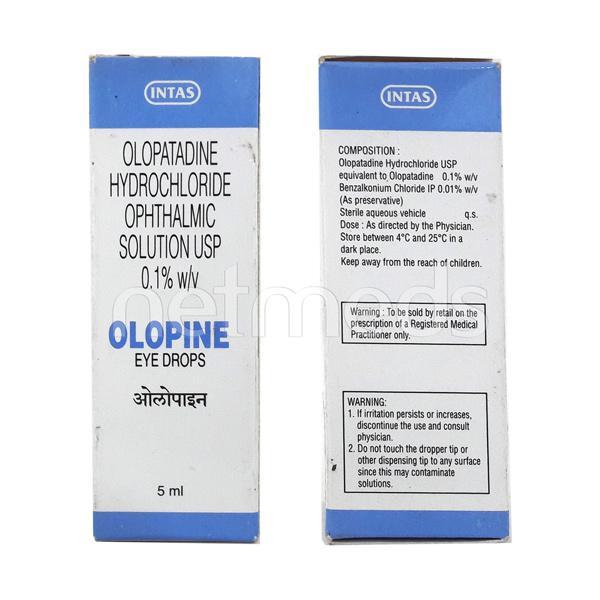 INTAS
OLOPATADINE
HYDROCHLORIDE
OPHTHALMIC
SOLUTION USP
0.1% w/v
OLOPINE
EYE DROPS
ओलोपाइन
5 ml
INTAS
COMPOSITION :
Olopatadine Hydrochloride USP
equivalent to Olopatadine 0.1% w/v
Benzalkonium Chloride IP 0.01% w/v
(As preservative)
Sterile aqueous vehicle q.s.
Dose : As directed by the Physician.
Store between 4°C and 25°C in a
dark place.
Keep away from the reach of children.
Warning : To be sold by retail on the
prescription of a Registered Medical
Practitioner only.
WARNING:
1. If irritation persists or increases,
discontinue the use and consult
physician.
2. Do not touch the dropper tip or
other dispensing tip to any surface
since this may contaminate
solutions.
netmeds